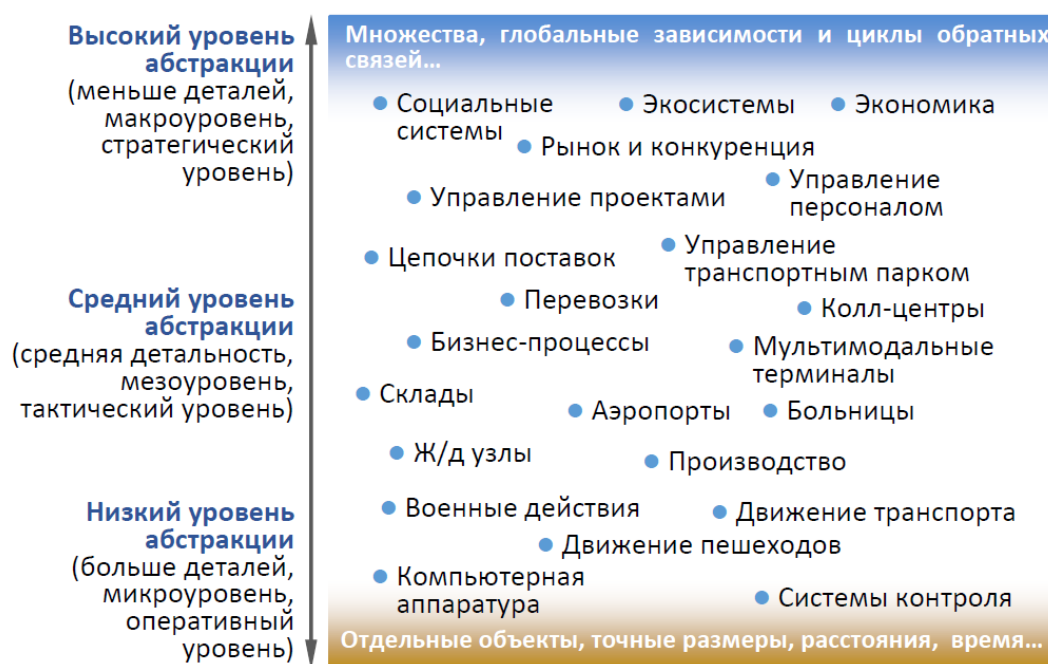 Высокий уровень
абстракции
(меньше деталей,
макроуровень,
стратегический
уровень)
Множества, глобальные зависимости и циклы обратных
связей...
Социальные
системы
Экосистемы
Экономика
Рынок и конкуренция
Управление проектами
Управление
персоналом
Цепочки поставок
Управление
транспортным парком
Средний уровень
абстракции
(средняя детальность,
мезоуровень,
тактический уровень)
Перевозки
Колл-центры
Бизнес-процессы
Мультимодальные
терминалы
Склады
Аэропорты
Больницы
Ж/д узлы
Производство
Низкий уровень
абстракции
(больше деталей,
микроуровень,
оперативный
уровень)
Военные действия
Движение транспорта
Движение пешеходов
Компьютерная
аппаратура
Системы контроля
Отдельные объекты, точные размеры, расстояния, время...